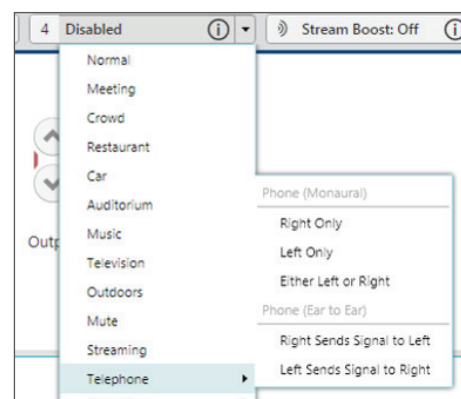 4 Disabled
Stream Boost: Off
Normal
Meeting
Crowd
Restaurant
Car
Auditorium
Music
Television
Outdoors
Mute
Streaming
Telephone
Outp
Phone (Monaural)
Right Only
Left Only
Either Left or Right
Phone (Ear to Ear)
Right Sends Signal to Left
Left Sends Signal to Right